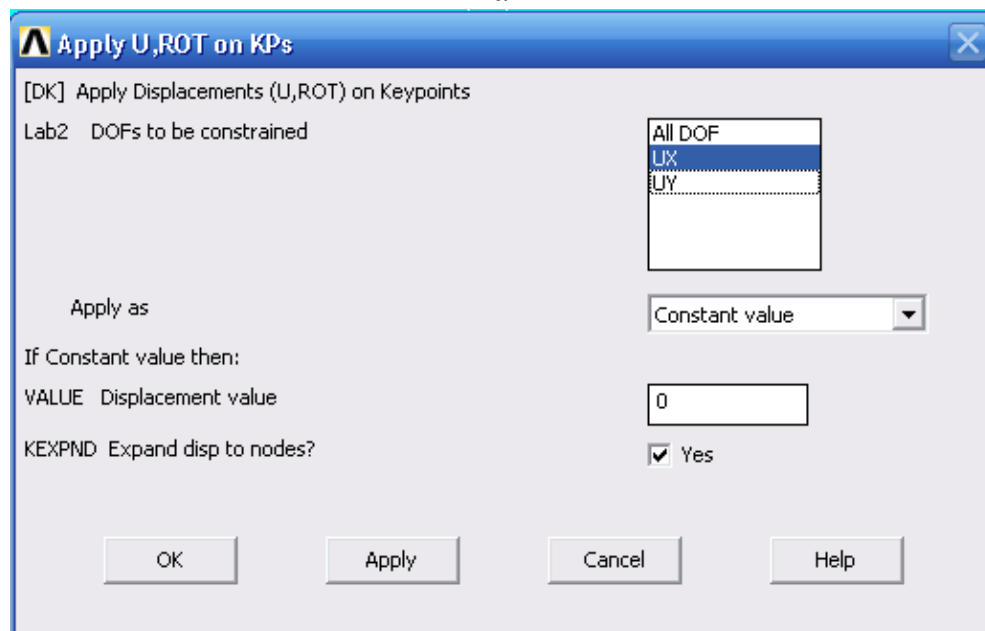 Apply U,ROT on KPs
[DK] Apply Displacements (U,ROT) on Keypoints
Lab2 DOFs to be constrained
All DOF
UX
UY
Apply as
Constant value
If Constant value then:
VALUE Displacement value
0
KEXPND Expand disp to nodes?
Yes
OK Apply Cancel Help